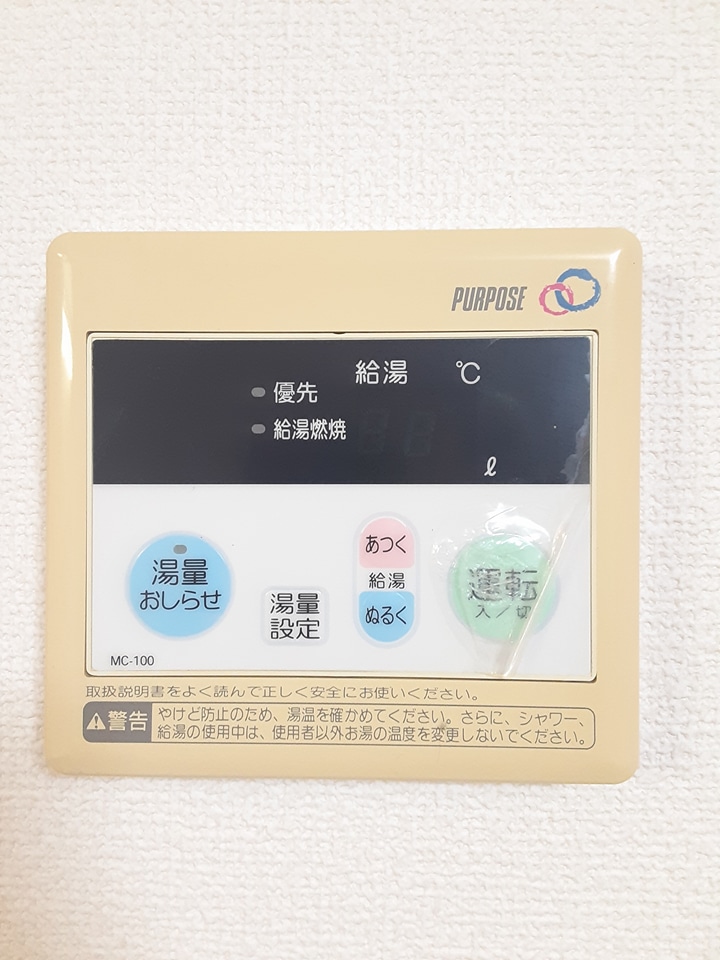 PURPOSE
給湯 ℃
優先
給湯燃焼
ℓ
湯量
おしらせ
湯量
設定
あつく
給湯
ぬるく
運転
入／切
MC-100
取扱説明書をよく読んで正しく安全にお使いください。
警告
やけど防止のため、湯温を確かめてください。さらに、シャワー、
給湯の使用中は、使用者以外お湯の温度を変更しないでください。